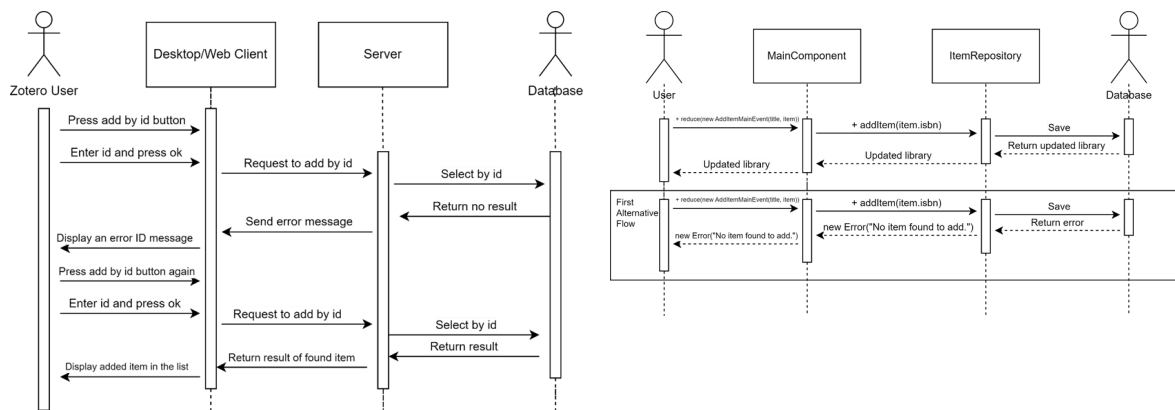 Desktop/Web Client
Server
Zotero User
Database
Press add by id button
Enter id and press ok
Request to add by id
Select by id
Return no result
Send error message
Display an error ID message
Press add by id button again
Enter id and press ok
Request to add by id
Select by id
Return result
Return result of found item
Display added item in the list
MainComponent
ItemRepository
User
Database
+ reduce(new AddItemMainEvent(title, item))
+ addItem(item.isbn)
Save
Return updated library
Updated library
Updated library
First
Alternative
Flow
+ reduce(new AddItemMainEvent(title, item))
+ addItem(item.isbn)
Save
Return error
new Error("No item found to add.")
new Error("No item found to add.")